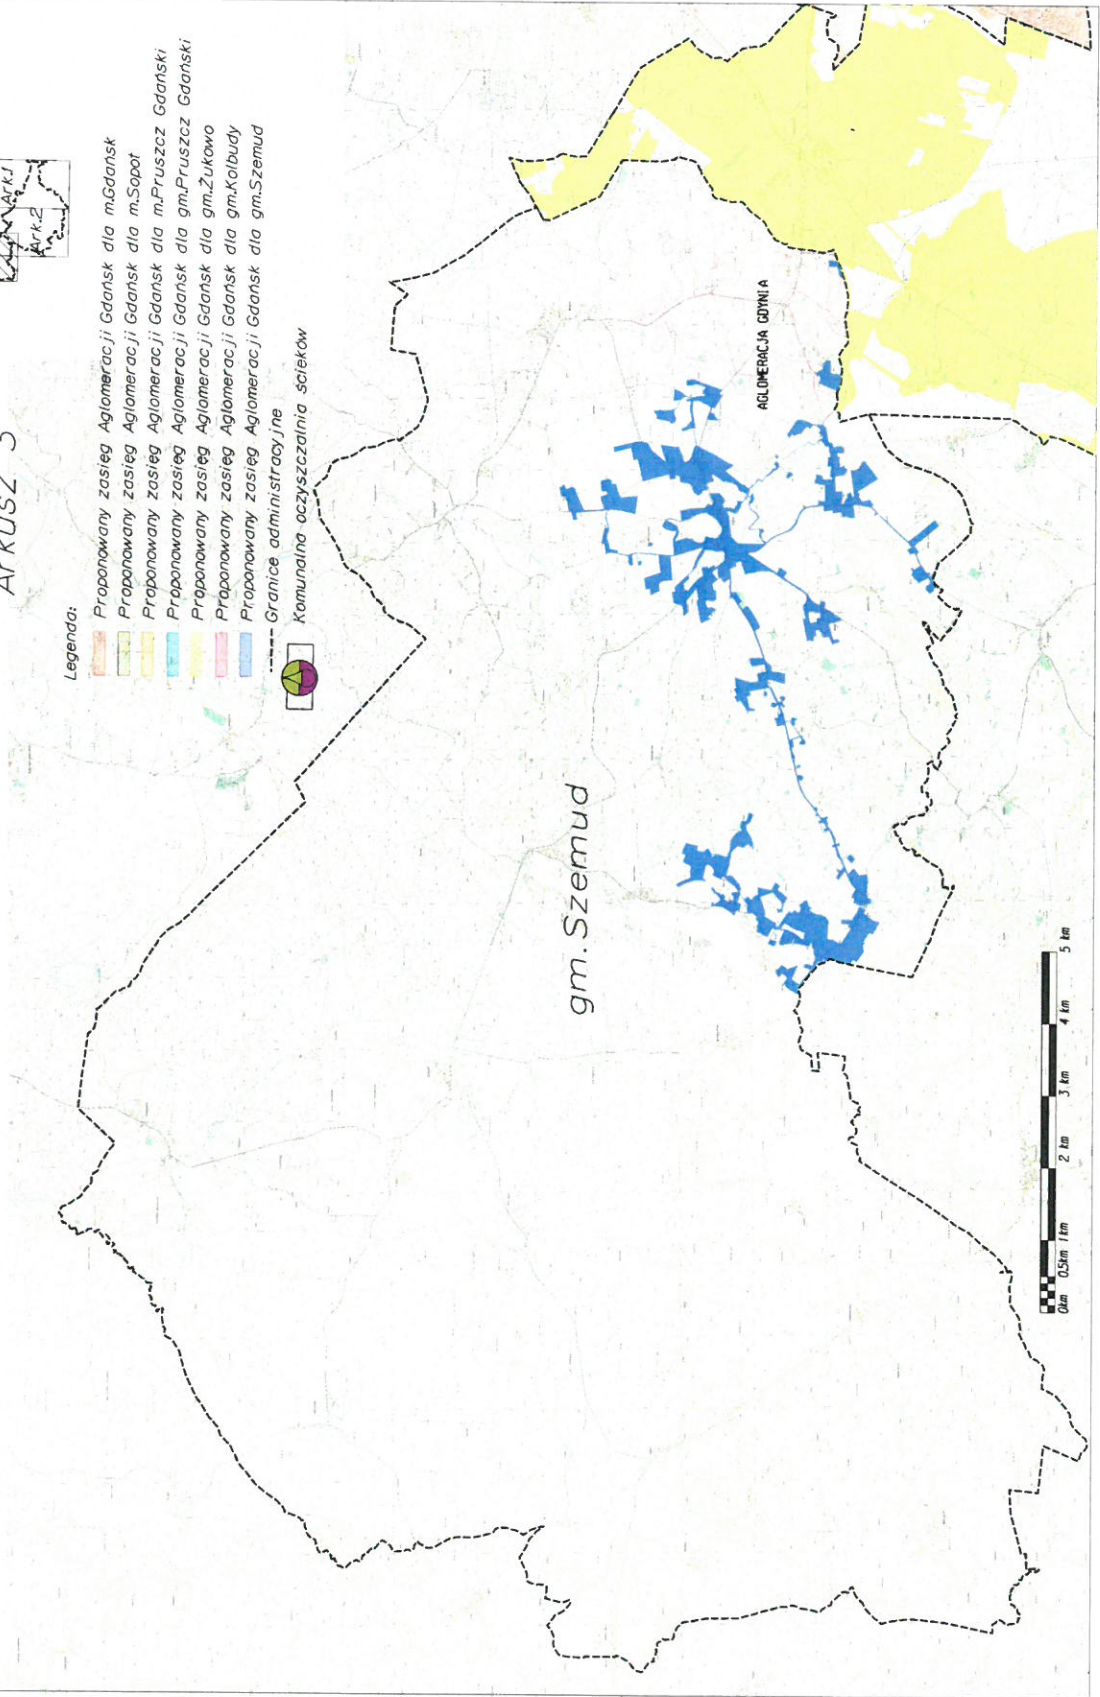 Arkusz 3
Ark.1
Ark.2
Legenda:
Proponowany zasięg Aglomeracji Gdańsk dla m.Gdańsk
Proponowany zasięg Aglomeracji Gdańsk dla m.Sopot
Proponowany zasięg Aglomeracji Gdańsk dla m.Pruszcz Gdański
Proponowany zasięg Aglomeracji Gdańsk dla gm.Pruszcz Gdański
Proponowany zasięg Aglomeracji Gdańsk dla gm.Żukowo
Proponowany zasięg Aglomeracji Gdańsk dla gm.Kolbudy
Proponowany zasięg Aglomeracji Gdańsk dla gm.Szemud
Granice administracyjne
Komunalna oczyszczalnia ścieków
gm. Szemud
AGLOMERACJA GDYNIA
0km 0.5km 1 km 2 km 3 km 4 km 5 km